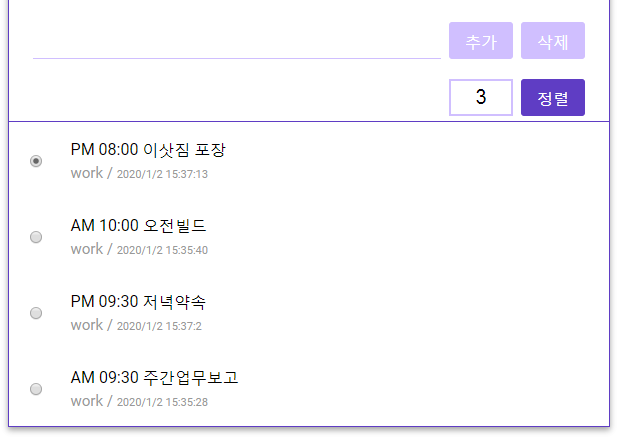 추가 삭제
3 정렬
PM 08:00 이삿짐 포장
work / 2020/1/2 15:37:13
AM 10:00 오전빌드
work / 2020/1/2 15:35:40
PM 09:30 저녁약속
work / 2020/1/2 15:37:2
AM 09:30 주간업무보고
work / 2020/1/2 15:35:28